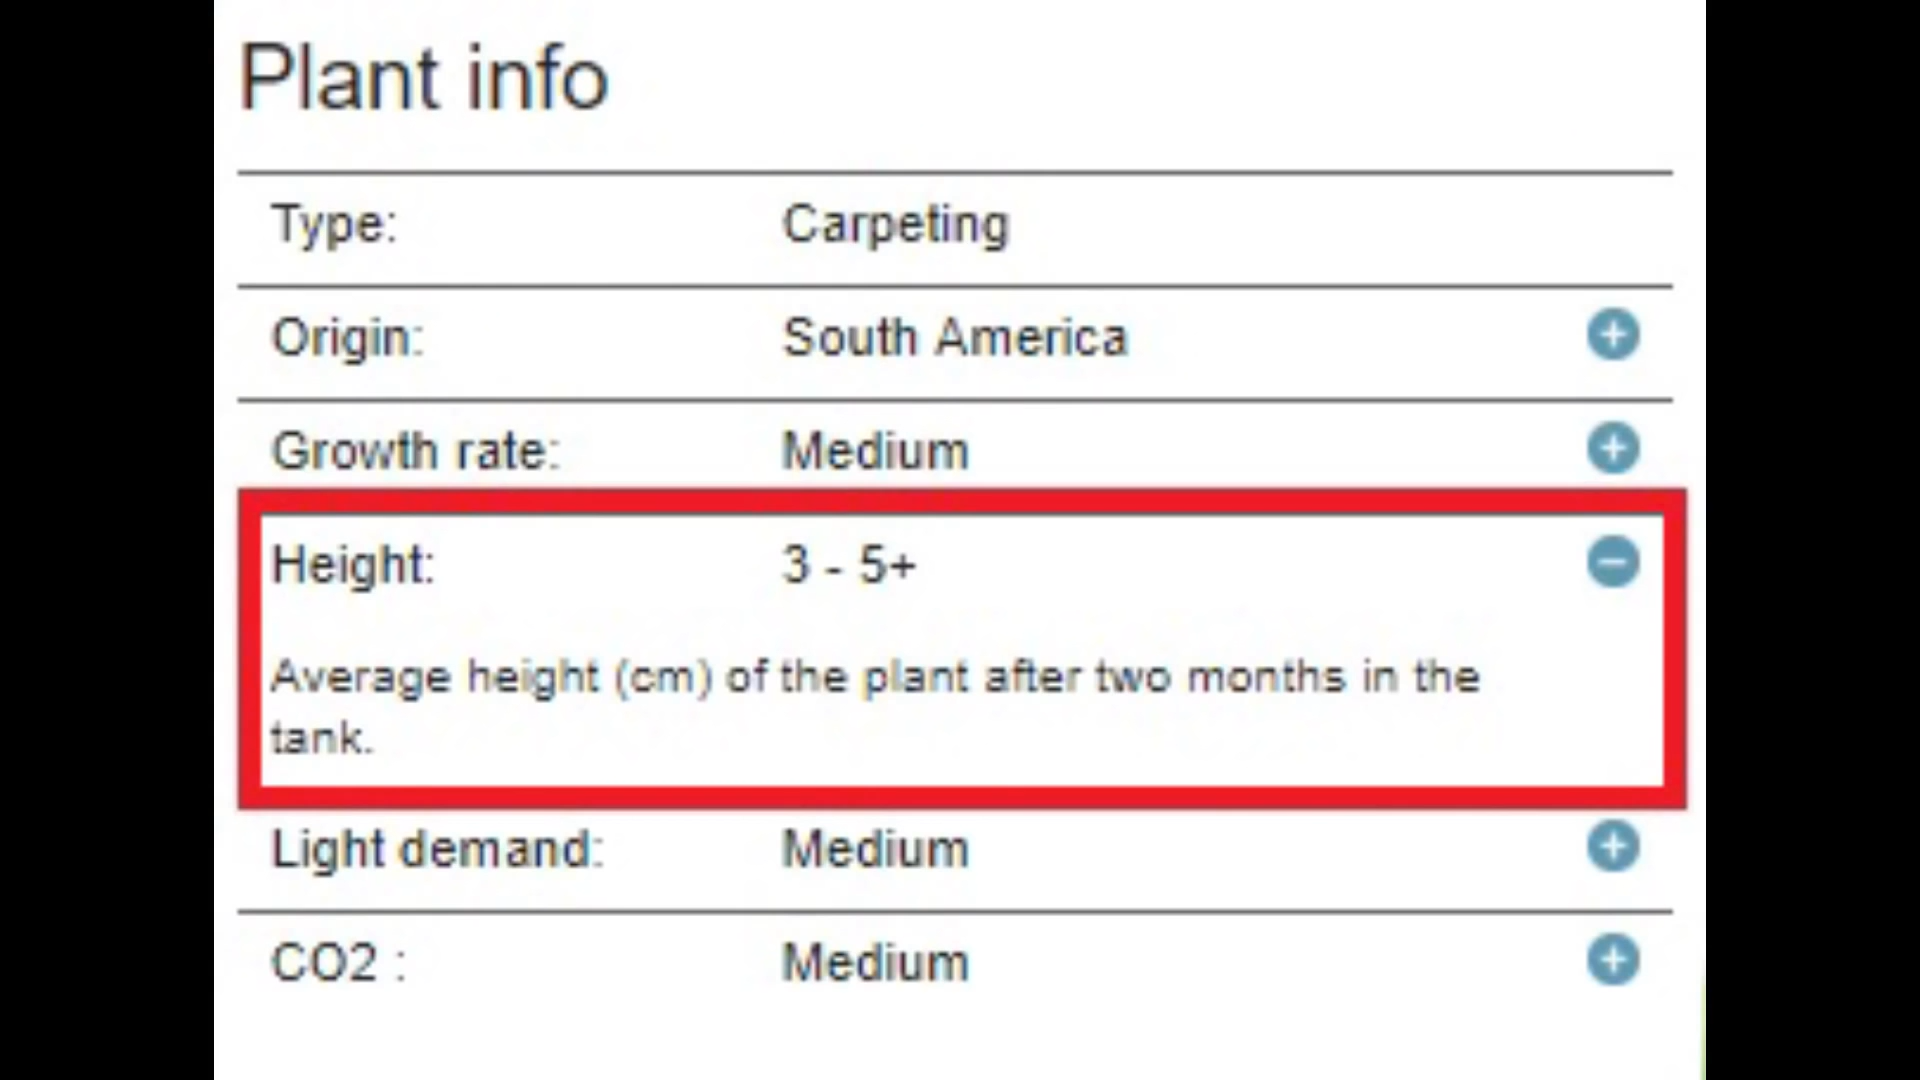 Plant info
Type: Carpeting
Origin: South America
Growth rate: Medium
Height: 3 - 5+
Average height (cm) of the plant after two months in the
tank.
Light demand: Medium
CO2 : Medium